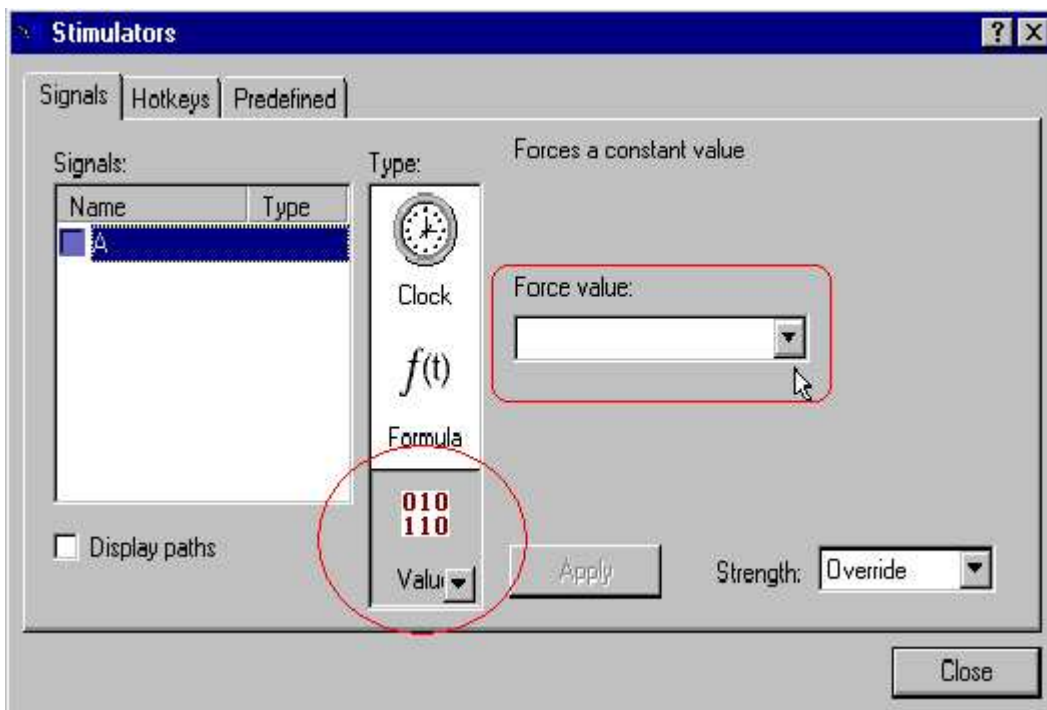 Stimulators
Signals Hotkeys Predefined
Signals:
Name Type
A
Display paths
Type:
Clock
f(t)
Formula
010
110
Valu
Forces a constant value
Force value:
Apply
Strength: Override
Close